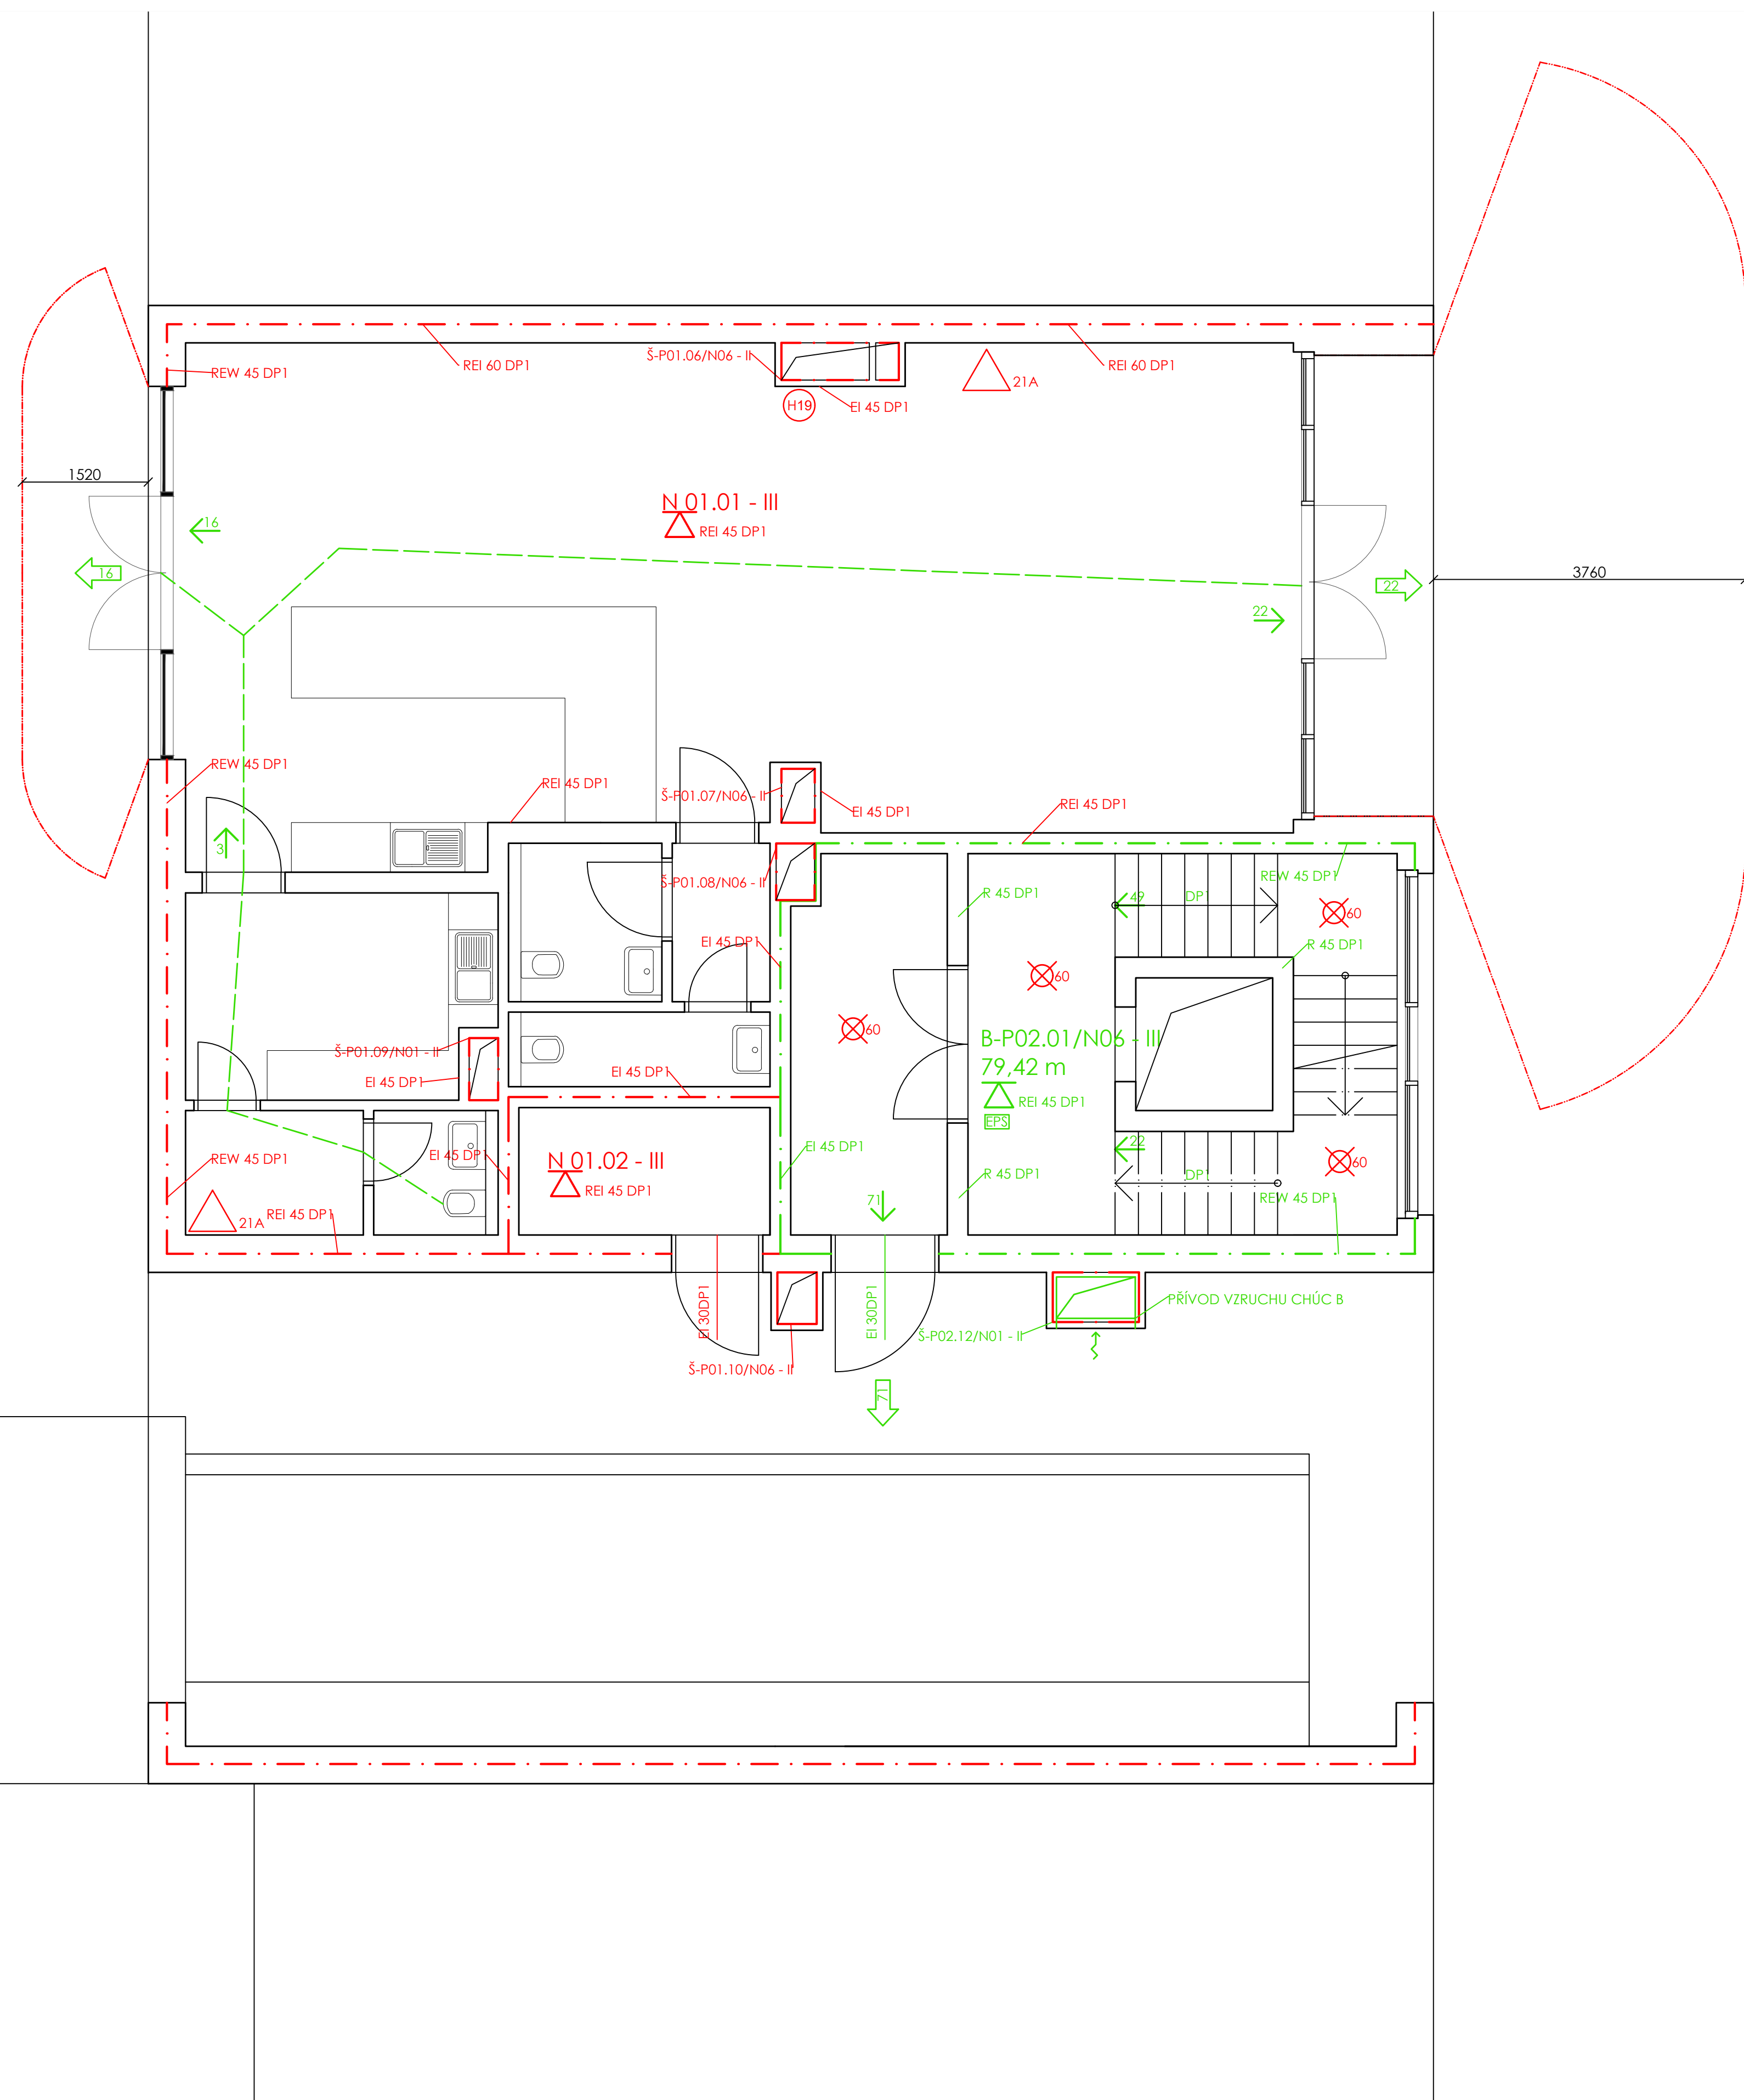 REI 60 DP1
Š-P01.06/N06 - II
REI 60 DP1
REW 45 DP1
21A
H19
EI 45 DP1
1520
N 01.01 - III
REI 45 DP1
16
16
3760
22
22
REW 45 DP1
REI 45 DP1
Š-P01.07/N06 - II
EI 45 DP1
REI 45 DP1
3
Š-P01.08/N06 - II
REW 45 DP1
R 45 DP1
49
DP1
60
EI 45 DP1
R 45 DP1
60
60
Š-P01.09/N01 - II
B-P02.01/N06 - III
79,42 m
EI 45 DP1
EI 45 DP1
REI 45 DP1
EPS
EI 45 DP1
22
REW 45 DP1
EI 45 DP1
N 01.02 - III
60
R 45 DP1
DP1
REI 45 DP1
71
REW 45 DP1
21A
REI 45 DP1
EI 30DP1
EI 30DP1
PŘÍVOD VZRUCHU CHÚC B
Š-P02.12/N01 - II
Š-P01.10/N06 - II
71